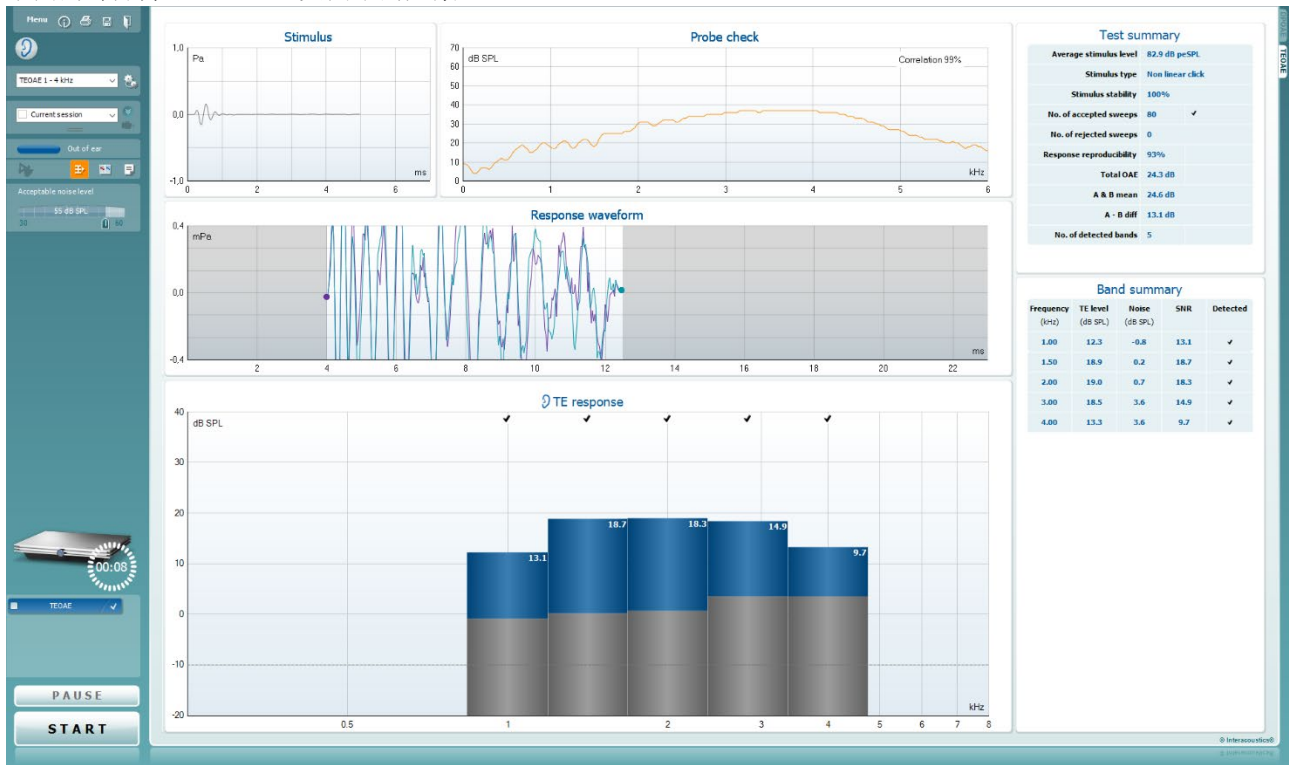 Menu
TEOAE 1 - 4 kHz
Current session
Out of ear
Acceptable noise level
55 dB SPL
30 60
00:08
TEOAE
PAUSE
START
Stimulus
Pa
1,0
0,0
-1,0
0 2 4 6
ms
Probe check
dB SPL
Correlation 99%
70
60
50
40
30
20
10
0
0 1 2 3 4 5 6
kHz
Response waveform
mPa
0,4
0,0
-0,4
2 4 6 8 10 12 14 16 18 20 22
ms
TE response
dB SPL
40
30
20
10
0
-10
-20
13.1 18.7 18.3 14.9 9.7
0.5 1 2 3 4 5 6 7 8
kHz
Test summary
Average stimulus level 82.9 dB peSPL
Stimulus type Non linear click
Stimulus stability 100%
No. of accepted sweeps 80 ✔
No. of rejected sweeps 0
Response reproducibility 93%
Total OAE 24.3 dB
A & B mean 24.6 dB
A - B diff 13.1 dB
No. of detected bands 5
Band summary
Frequency TE level Noise SNR Detected
(kHz) (dB SPL) (dB SPL)
1.00 12.3 -0.8 13.1 ✔
1.50 18.9 0.2 18.7 ✔
2.00 19.0 0.7 18.3 ✔
3.00 18.5 3.6 14.9 ✔
4.00 13.3 3.6 9.7 ✔
TEOAE
© Interacoustics®